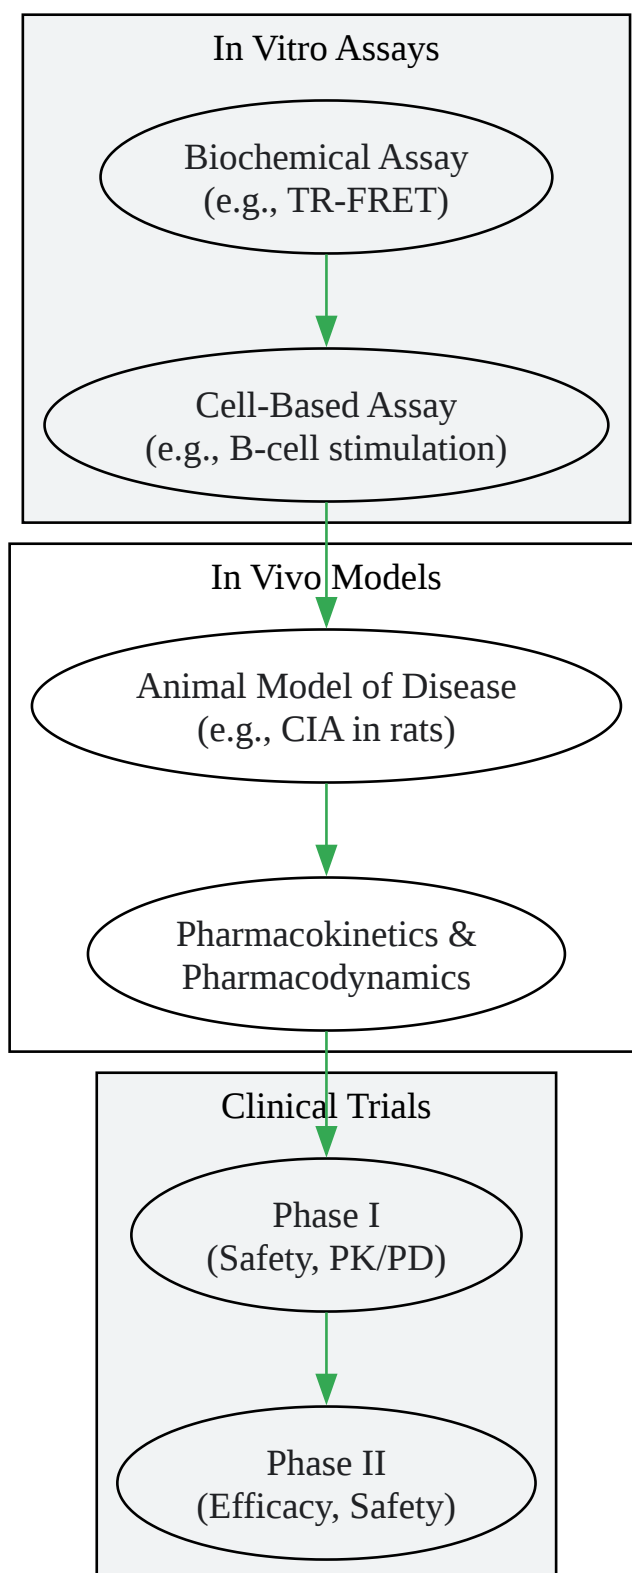 In Vitro Assays
Biochemical Assay
(e.g., TR-FRET)
Cell-Based Assay
(e.g., B-cell stimulation)
In Vivo Models
Animal Model of Disease
(e.g., CIA in rats)
Pharmacokinetics &
Pharmacodynamics
Clinical Trials
Phase I
(Safety, PK/PD)
Phase II
(Efficacy, Safety)